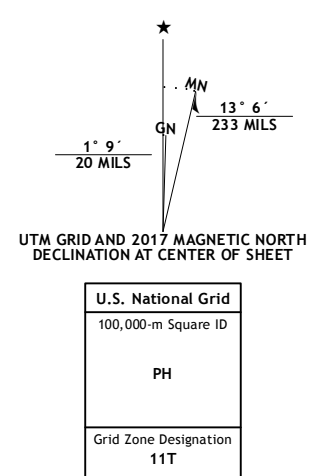 ★
MN
GN
13° 6´
233 MILS
1° 9´
20 MILS
UTM GRID AND 2017 MAGNETIC NORTH
DECLINATION AT CENTER OF SHEET
U.S. National Grid
100,000-m Square ID
PH
Grid Zone Designation
11T